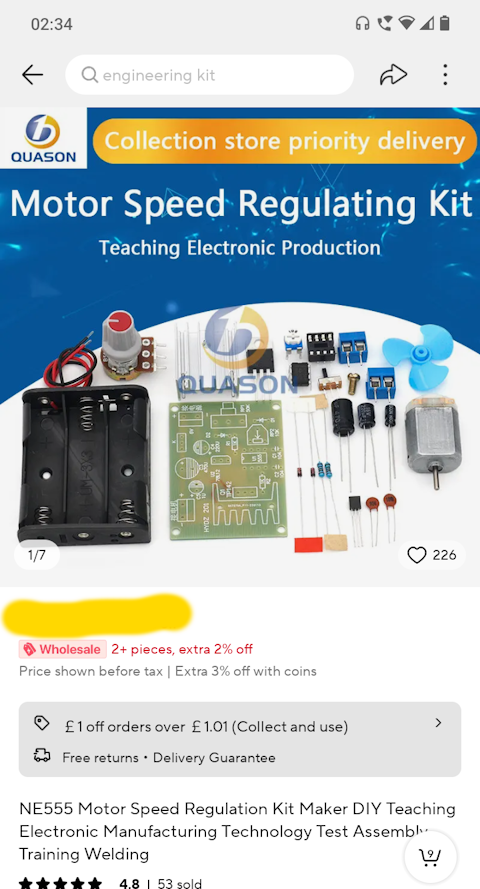 02:34
engineering kit
QUASON
Collection store priority delivery
Motor Speed Regulating Kit
Teaching Electronic Production
QUASON
1/7
226
Wholesale 2+ pieces, extra 2% off
Price shown before tax | Extra 3% off with coins
£1 off orders over £1.01 (Collect and use)
Free returns • Delivery Guarantee
NE555 Motor Speed Regulation Kit Maker DIY Teaching
Electronic Manufacturing Technology Test Assembly
Training Welding
9
4.8 | 53 sold